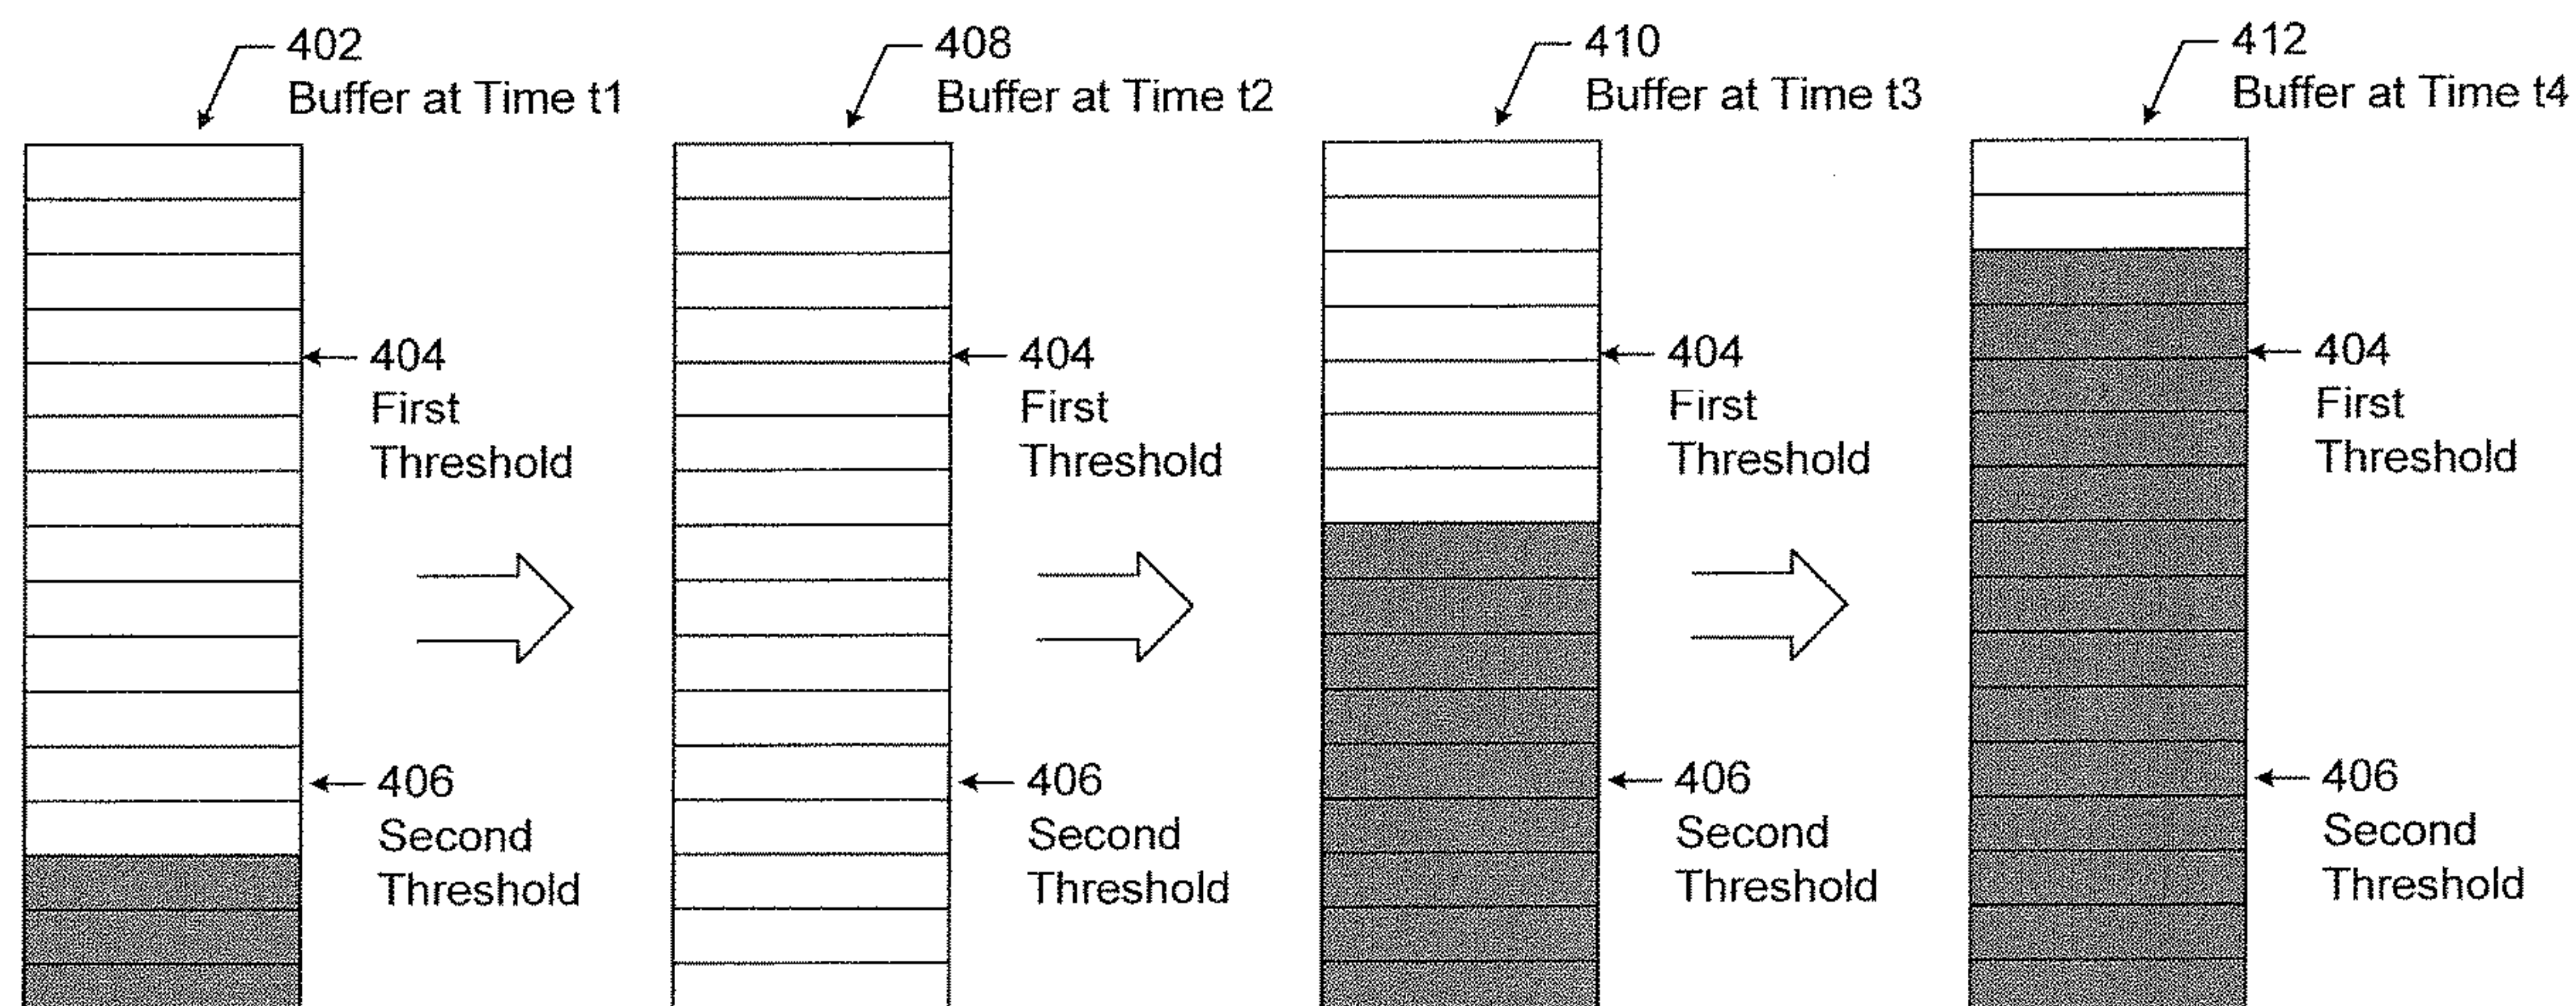 402
Buffer at Time t1
408
Buffer at Time t2
410
Buffer at Time t3
412
Buffer at Time t4
404
First
Threshold
404
First
Threshold
404
First
Threshold
404
First
Threshold
406
Second
Threshold
406
Second
Threshold
406
Second
Threshold
406
Second
Threshold